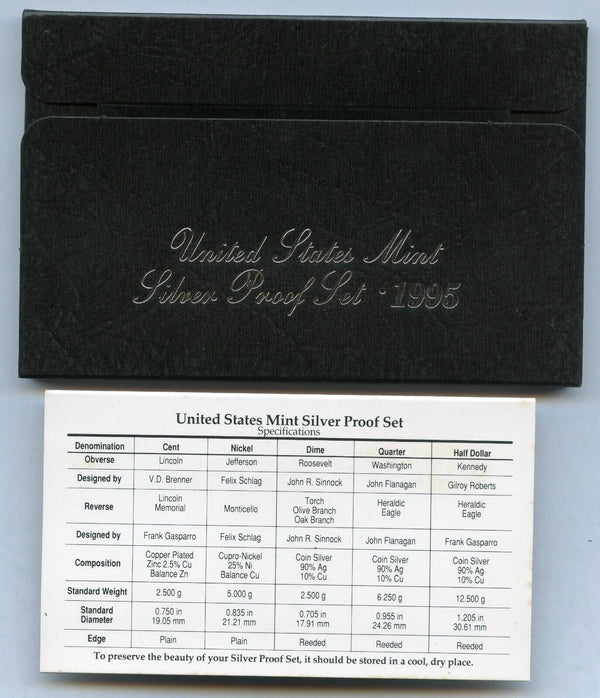 United States Mint
Silver Proof Set · 1995
United States Mint Silver Proof Set
Specifications
Denomination Cent Nickel Dime Quarter Half Dollar
Obverse Lincoln Jefferson Roosevelt Washington Kennedy
Designed by V.D. Brenner Felix Schlag John R. Sinnock John Flanagan Gilroy Roberts
Reverse Lincoln Memorial Monticello Torch Olive Branch Oak Branch Heraldic Eagle Heraldic Eagle
Designed by Frank Gasparro Felix Schlag John R. Sinnock John Flanagan Frank Gasparro
Composition Copper Plated Zinc 2.5% Cu Balance Zn Cupro-Nickel 25% Ni Balance Cu Coin Silver 90% Ag 10% Cu Coin Silver 90% Ag 10% Cu Coin Silver 90% Ag 10% Cu
Standard Weight 2.500 g 5.000 g 2.500 g 6.250 g 12.500 g
Standard Diameter 0.750 in 19.05 mm 0.835 in 21.21 mm 0.705 in 17.91 mm 0.955 in 24.26 mm 1.205 in 30.61 mm
Edge Plain Plain Reeded Reeded Reeded
To preserve the beauty of your Silver Proof Set, it should be stored in a cool, dry place.